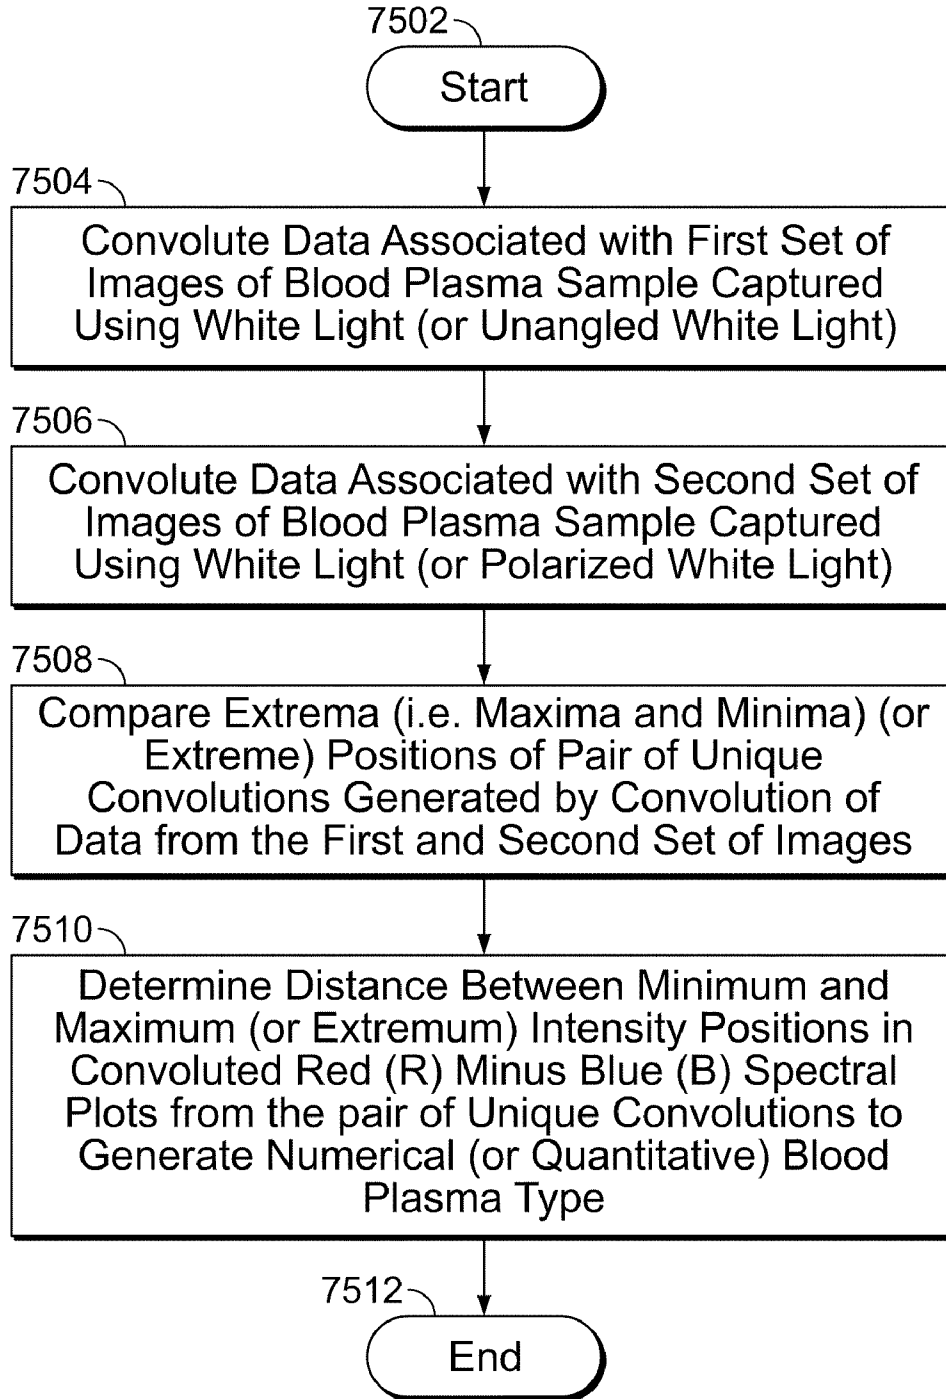 7502
Start
7504
Convolute Data Associated with First Set of
Images of Blood Plasma Sample Captured
Using White Light (or Unangled White Light)
7506
Convolute Data Associated with Second Set of
Images of Blood Plasma Sample Captured
Using White Light (or Polarized White Light)
7508
Compare Extrema (i.e. Maxima and Minima) (or
Extreme) Positions of Pair of Unique
Convolutions Generated by Convolution of
Data from the First and Second Set of Images
7510
Determine Distance Between Minimum and
Maximum (or Extremum) Intensity Positions in
Convoluted Red (R) Minus Blue (B) Spectral
Plots from the pair of Unique Convolutions to
Generate Numerical (or Quantitative) Blood
Plasma Type
7512
End